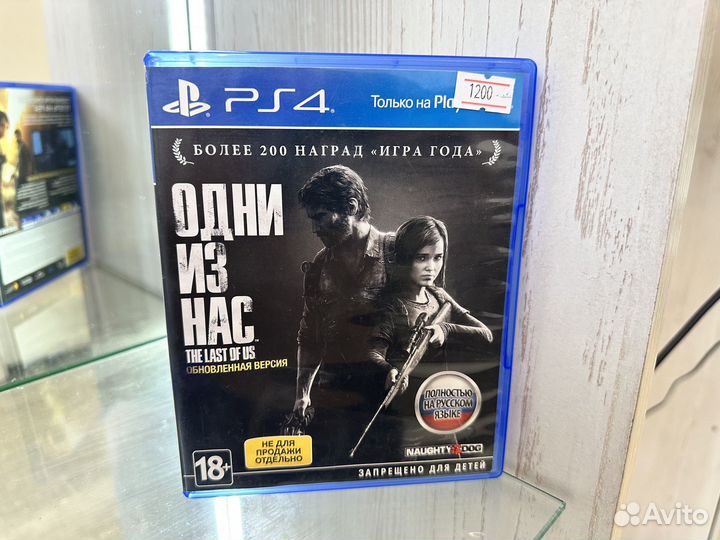 PS4
Только на Play
1200
БОЛЕЕ 200 НАГРАД «ИГРА ГОДА»
ОДНИ
ИЗ
НАС
THE LAST OF US
ОБНОВЛЕННАЯ ВЕРСИЯ
ПОЛНОСТЬЮ
НА РУССКОМ
ЯЗЫКЕ
НЕ ДЛЯ
ПРОДАЖИ
ОТДЕЛЬНО
18+
NAUGHTY DOG
ЗАПРЕЩЕНО ДЛЯ ДЕТЕЙ
Avito